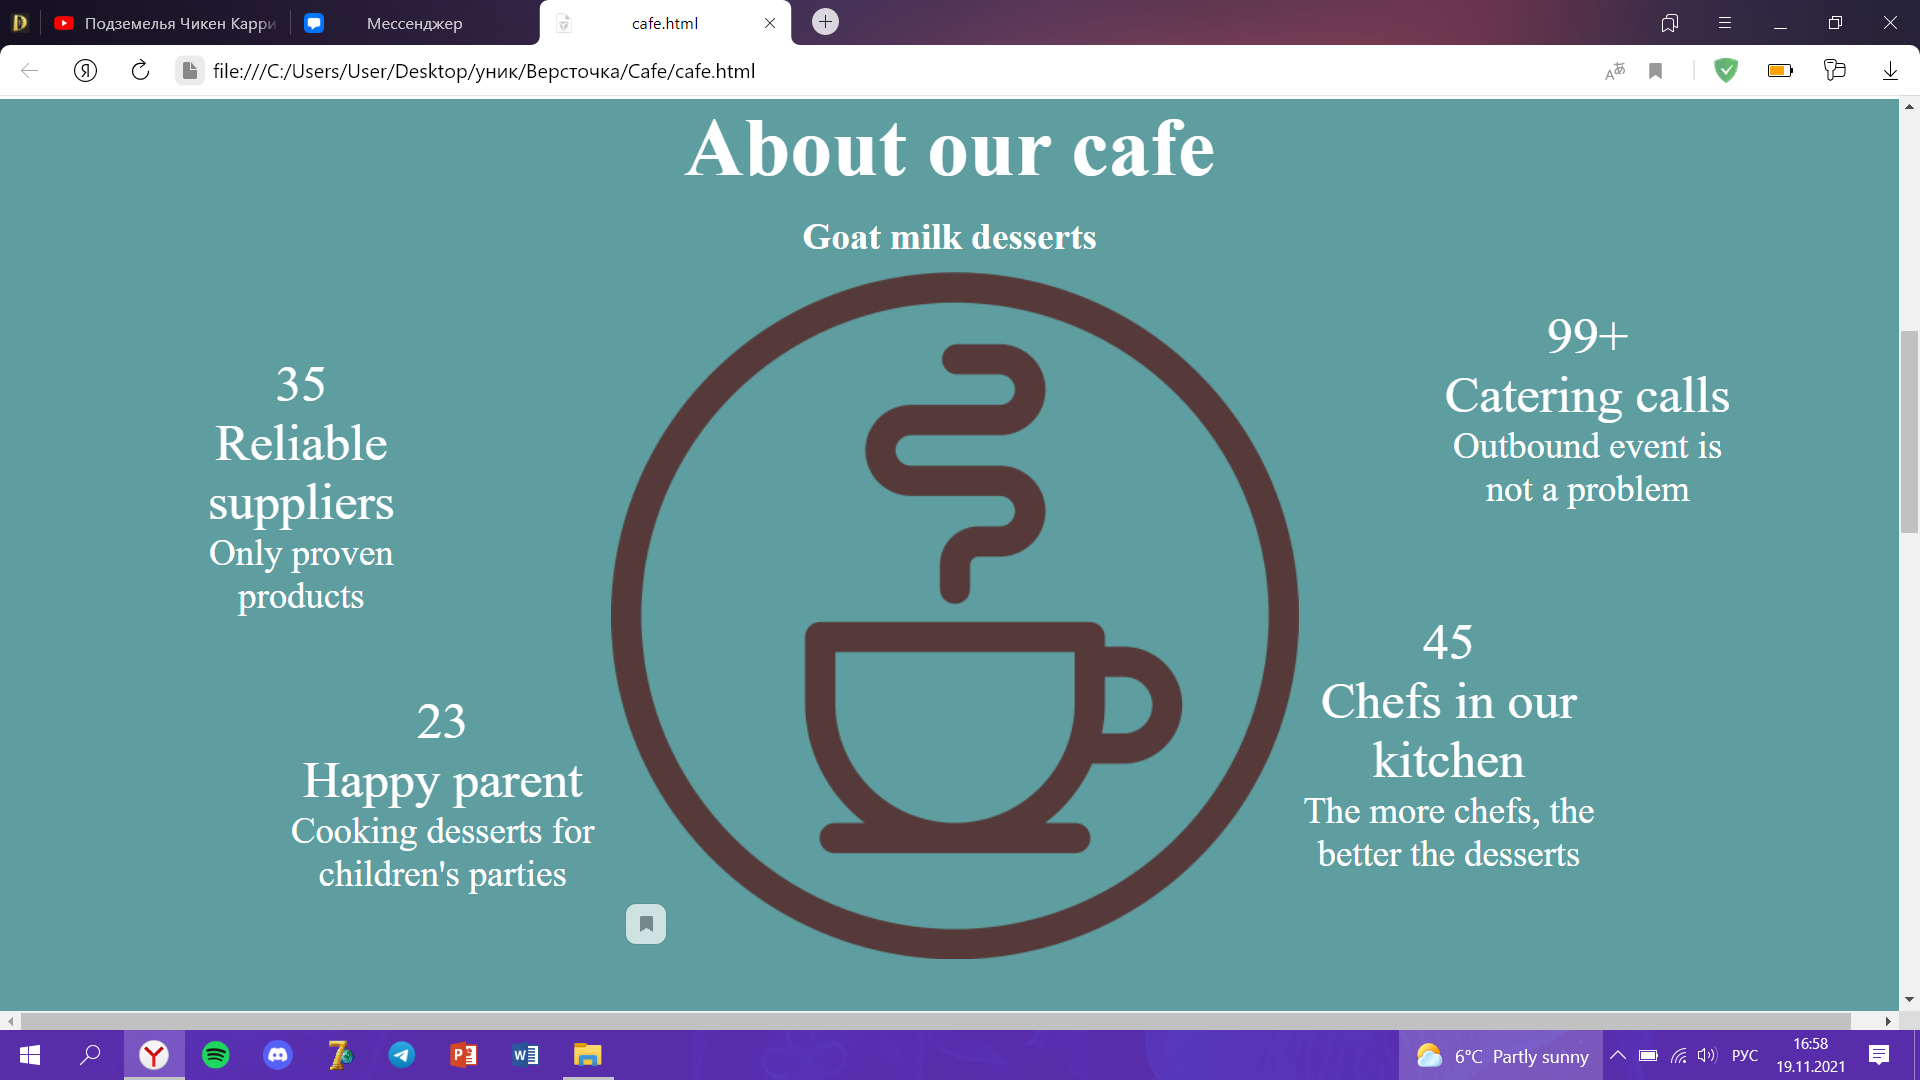 Подземелья Чикен Карри
Мессенджер
cafe.html
file:///C:/Users/User/Desktop/уник/Версточка/Cafe/cafe.html
About our cafe
Goat milk desserts
35
Reliable
suppliers
Only proven
products
99+
Catering calls
Outbound event is
not a problem
23
Happy parent
Cooking desserts for
children's parties
45
Chefs in our
kitchen
The more chefs, the
better the desserts
6°C Partly sunny
РУС
16:58
19.11.2021